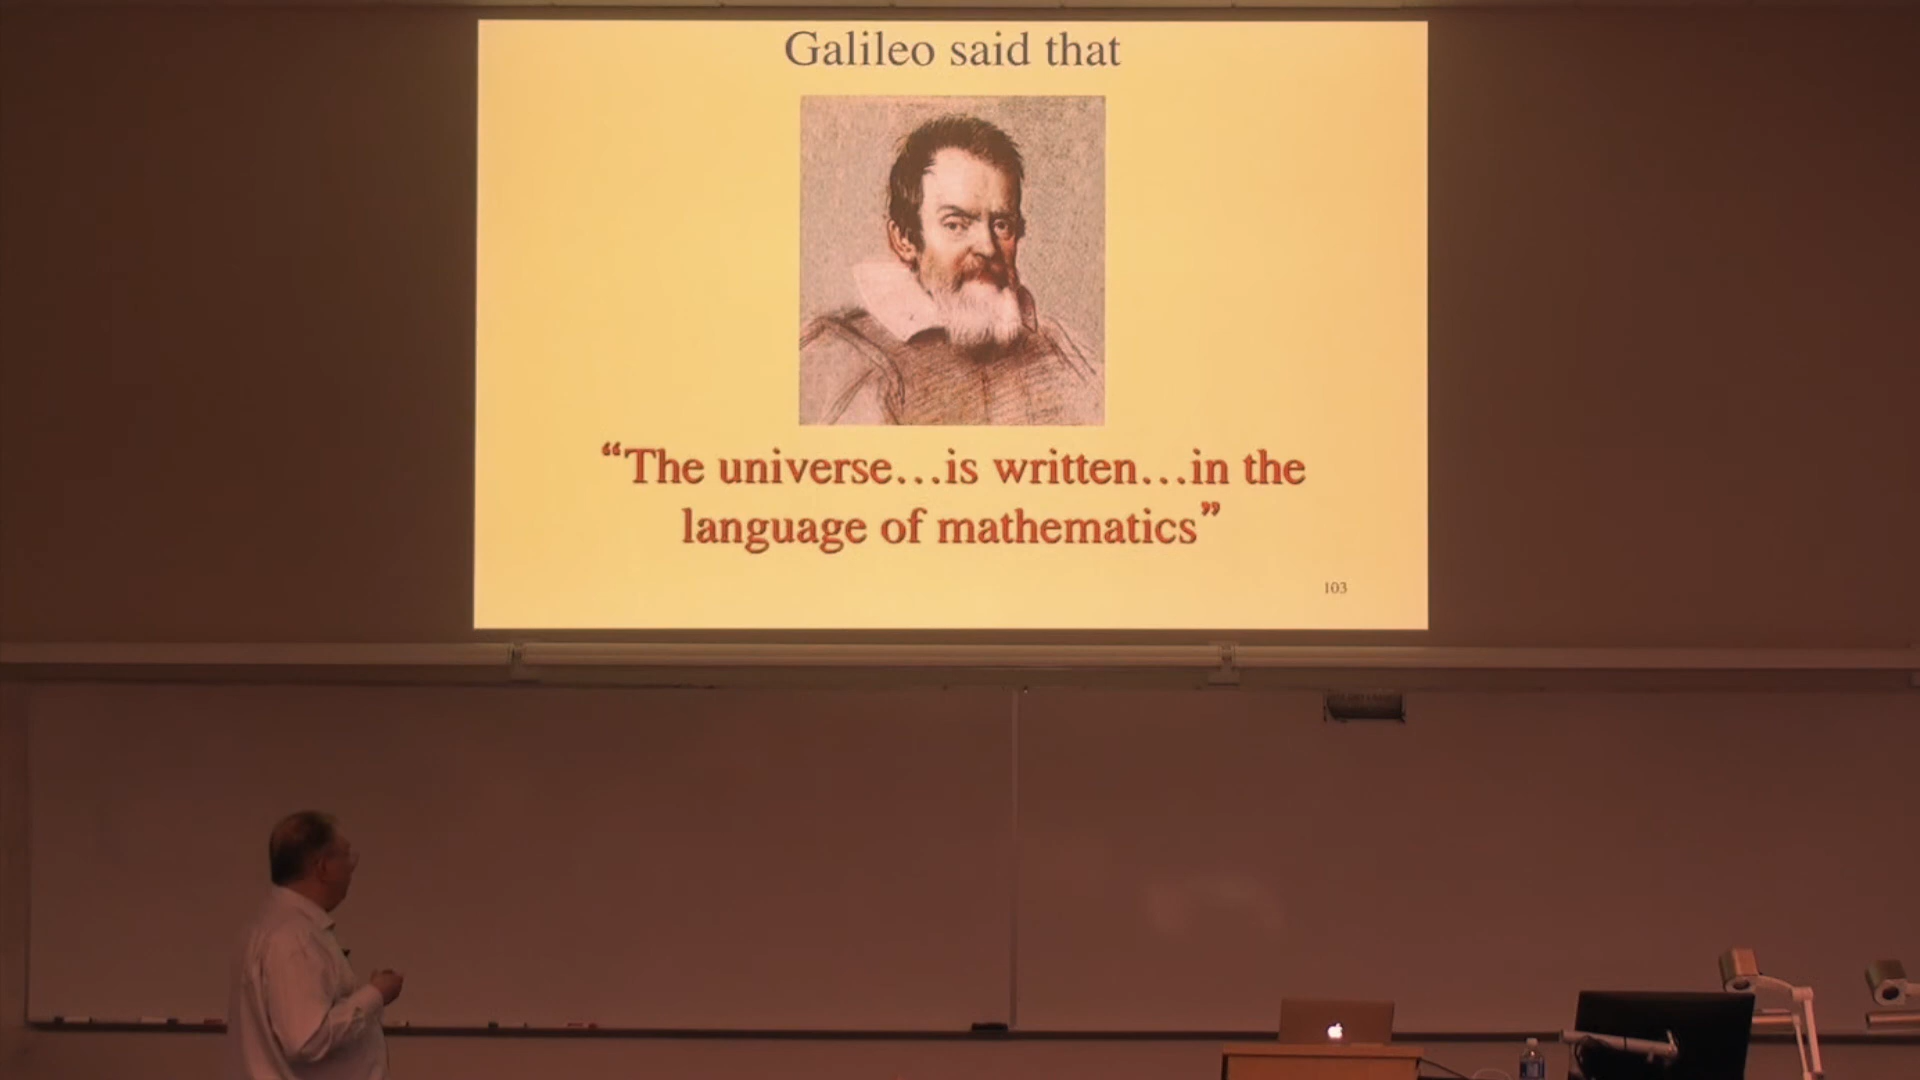 Galileo said that
“The universe…is written…in the
language of mathematics”
103